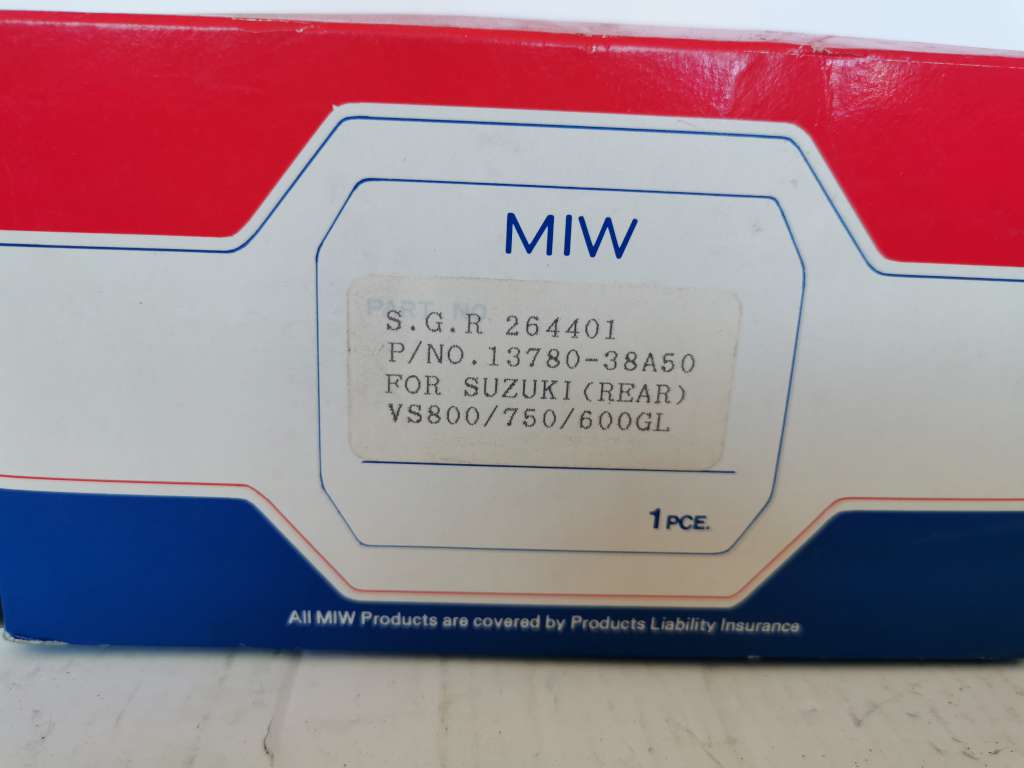 MIW
PART NO.
S.G.R 264401
P/NO.13780-38A50
FOR SUZUKI(REAR)
VS800/750/600GL
1 PCE.
All MIW Products are covered by Products Liability Insurance